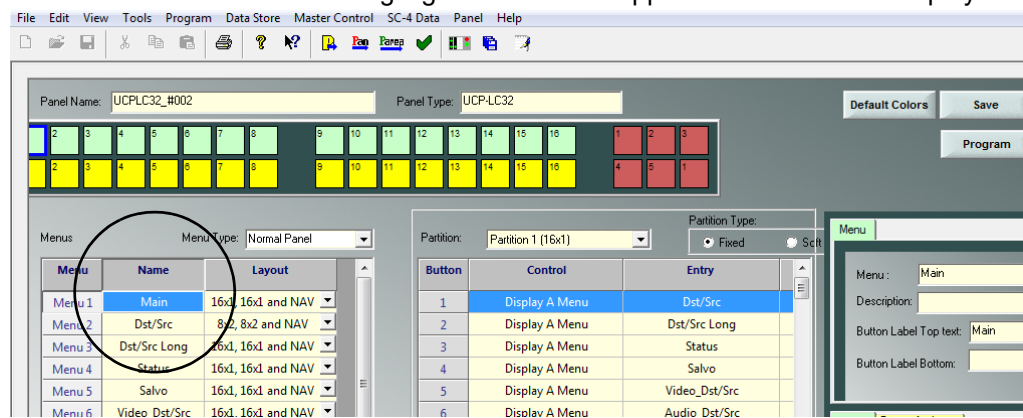 File Edit View Tools Program Data Store Master Control SC-4 Data Panel Help
Pan Parea
Panel Name: UCPLC32_#002 Panel Type: UCP-LC32 Default Colors Save
2 3 4 5 6 7 8 9 10 11 12 13 14 15 16 1 2 3
Program
2 3 4 5 6 7 8 9 10 11 12 13 14 15 16 4 5 1
Partition Type:
Menus Menu Type: Normal Panel Partition: Partition 1 (16x1) Fixed Soft Menu
Menu Name Layout Button Control Entry
Menu : Main
Menu 1 Main 16x1, 16x1 and NAV 1 Display A Menu Dst/Src Description:
Menu 2 Dst/Src 8x2, 8x2 and NAV 2 Display A Menu Dst/Src Long Button Label Top text: Main
Menu 3 Dst/Src Long 16x1, 16x1 and NAV 3 Display A Menu Status
Menu 4 Status 16x1, 16x1 and NAV 4 Display A Menu Salvo Button Label Bottom:
Menu 5 Salvo 16x1, 16x1 and NAV 5 Display A Menu Video_Dst/Src
Menu 6 Video_Dst/Src 16x1, 16x1 and NAV 6 Display A Menu Audio_Dst/Src